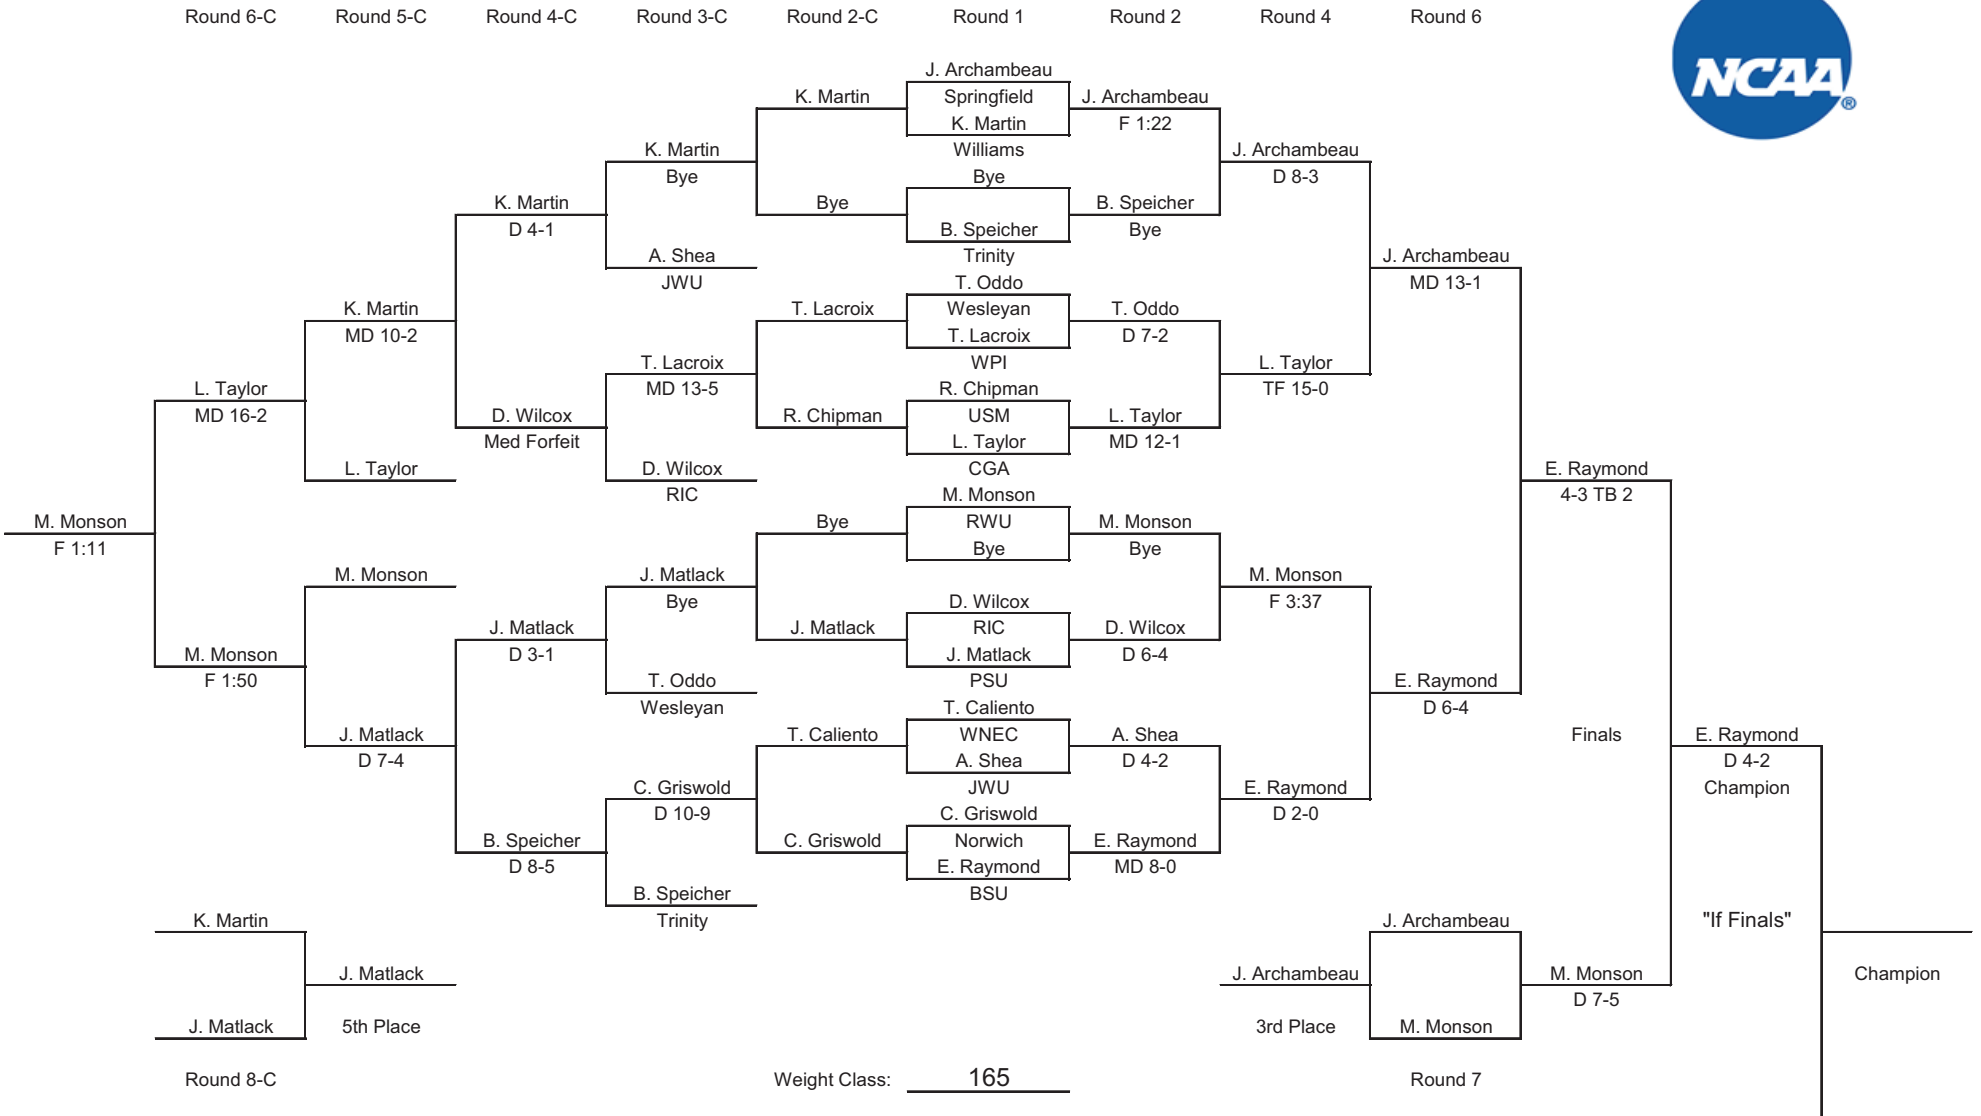 Round 6-C Round 5-C Round 4-C Round 3-C Round 2-C Round 1 Round 2 Round 4 Round 6
NCAA®
J. Archambeau
K. Martin Springfield J. Archambeau
K. Martin F 1:22
K. Martin Williams J. Archambeau
Bye Bye D 8-3
K. Martin Bye B. Speicher
D 4-1 B. Speicher Bye
A. Shea Trinity J. Archambeau
JWU T. Oddo MD 13-1
K. Martin T. Lacroix Wesleyan T. Oddo
MD 10-2 T. Lacroix D 7-2
T. Lacroix WPI L. Taylor
L. Taylor MD 13-5 R. Chipman TF 15-0
MD 16-2 D. Wilcox R. Chipman USM L. Taylor
Med Forfeit L. Taylor MD 12-1
L. Taylor D. Wilcox CGA E. Raymond
RIC M. Monson 4-3 TB 2
M. Monson Bye RWU M. Monson
F 1:11 Bye Bye
M. Monson J. Matlack M. Monson
Bye D. Wilcox F 3:37
J. Matlack J. Matlack RIC D. Wilcox
M. Monson D 3-1 J. Matlack D 6-4
F 1:50 T. Oddo PSU E. Raymond
Wesleyan T. Caliento D 6-4
J. Matlack T. Caliento WNEC A. Shea Finals E. Raymond
D 7-4 A. Shea D 4-2 D 4-2
C. Griswold JWU E. Raymond Champion
D 10-9 C. Griswold D 2-0
B. Speicher C. Griswold Norwich E. Raymond
D 8-5 E. Raymond MD 8-0
B. Speicher BSU
K. Martin Trinity J. Archambeau "If Finals"
J. Matlack J. Archambeau M. Monson Champion
D 7-5
J. Matlack 5th Place 3rd Place M. Monson
Round 8-C Weight Class: 165 Round 7